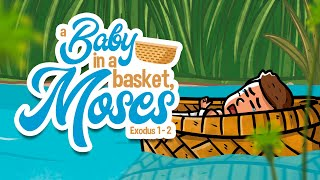 a Baby
in a
basket,
Moses
Exodus 1-2